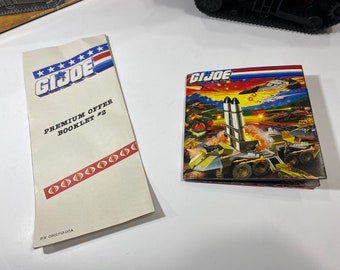 GI JOE
PREMIUM OFFER
BOOKLET #2
GI JOE